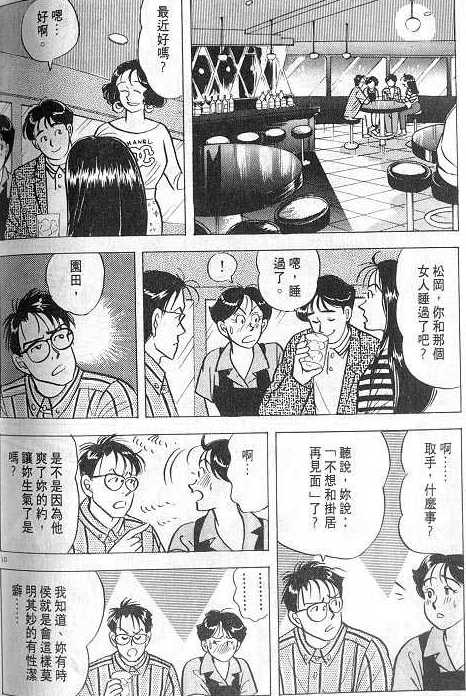 最近好嗎？
嗯…
好啊。
CHANEL
松岡，你和那個
女人睡過了吧？
嗯，睡
過了。
！
園田，
啊……
取手，什麼事？
聽說，妳說：
「不想和掛居
再見面」了？
………
啊…
是不是因為他
爽了妳的約，
讓妳生氣了是
嗎？
……
我知道、妳有時
侯就是會這樣莫
明其妙的有性潔
癖……
10